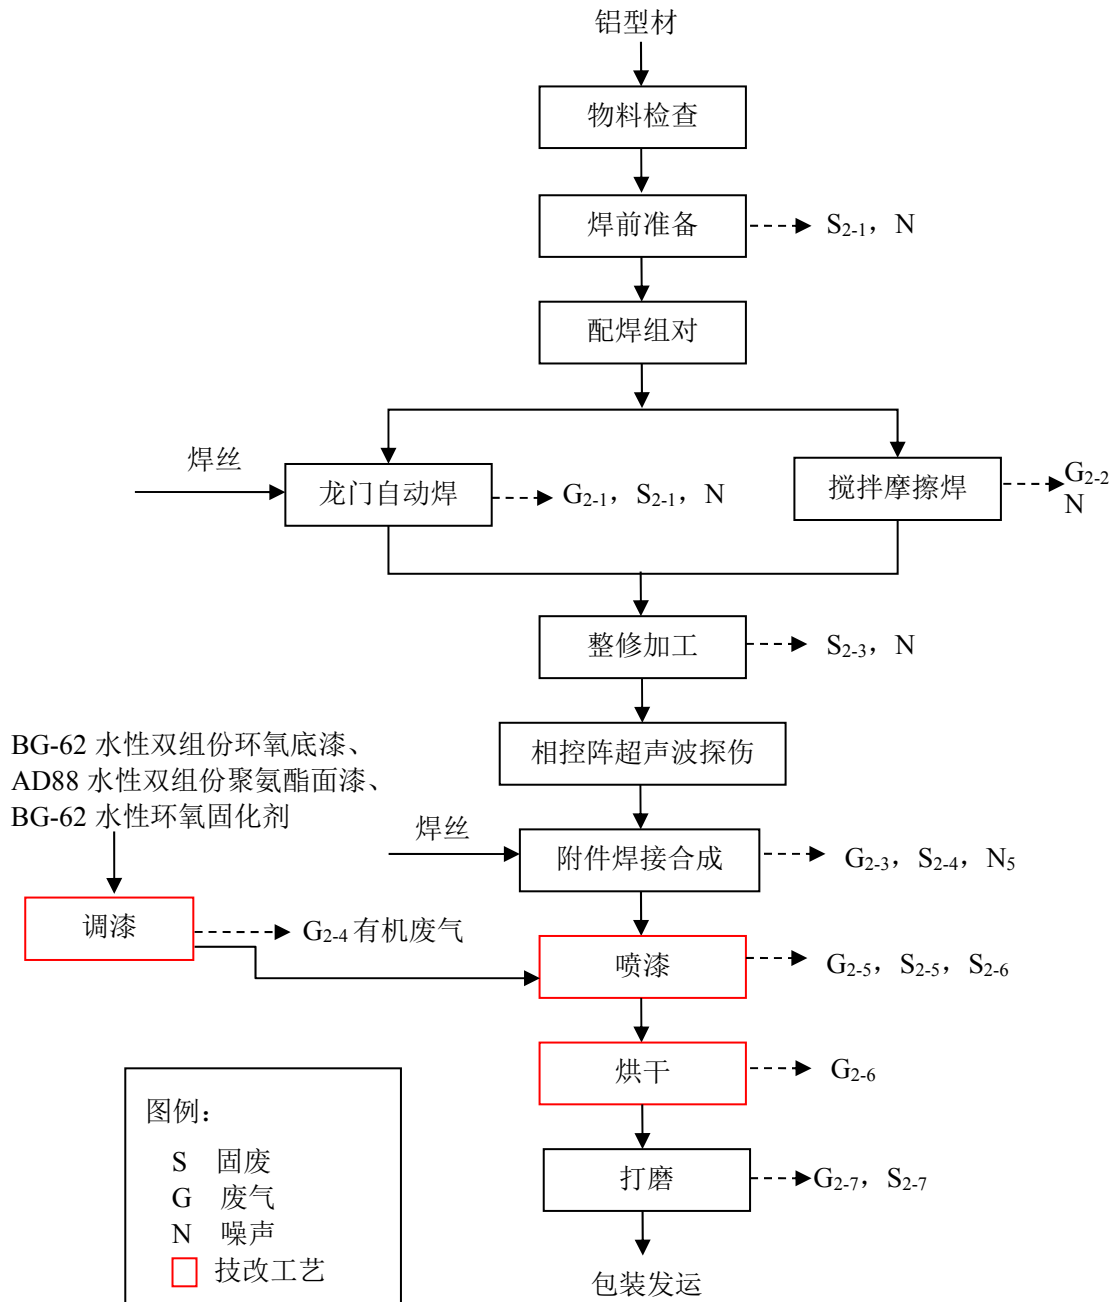 铝型材
物料检查
焊前准备
S2-1，N
配焊组对
焊丝
龙门自动焊
G2-1，S2-1，N
搅拌摩擦焊
G2-2
N
整修加工
S2-3，N
相控阵超声波探伤
BG-62 水性双组份环氧底漆、
AD88 水性双组份聚氨酯面漆、
BG-62 水性环氧固化剂
焊丝
附件焊接合成
G2-3，S2-4，N5
调漆
G2-4 有机废气
喷漆
G2-5，S2-5，S2-6
烘干
G2-6
打磨
G2-7，S2-7
包装发运
图例：
S 固废
G 废气
N 噪声
技改工艺